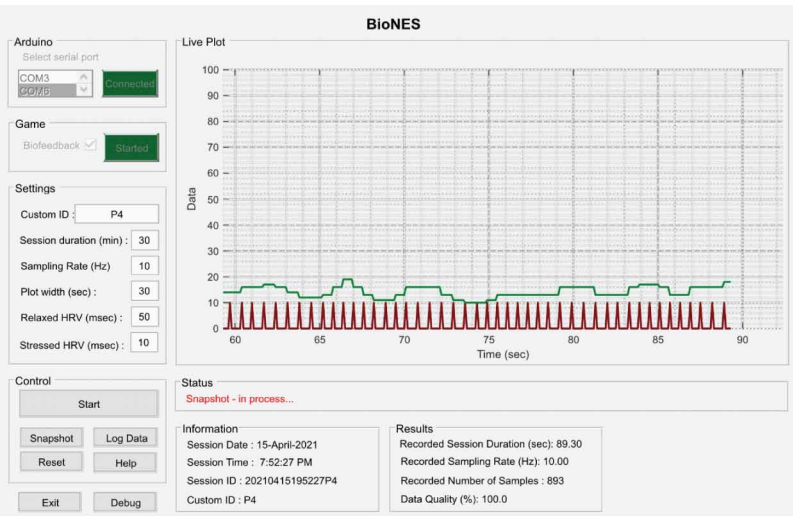 BioNES
Arduino
Select serial port
COM3
COM6
Connected
Game
Biofeedback
Started
Settings
Custom ID : P4
Session duration (min) : 30
Sampling Rate (Hz) 10
Plot width (sec) : 30
Relaxed HRV (msec) : 50
Stressed HRV (msec) : 10
Control
Start
Snapshot Log Data
Reset Help
Exit Debug
Live Plot
100
90
80
70
60
50
40
30
20
10
0
Data
60 65 70 75 80 85 90
Time (sec)
Status
Snapshot - in process...
Information
Session Date : 15-April-2021
Session Time : 7:52:27 PM
Session ID : 20210415195227P4
Custom ID : P4
Results
Recorded Session Duration (sec): 89.30
Recorded Sampling Rate (Hz): 10.00
Recorded Number of Samples : 893
Data Quality (%): 100.0